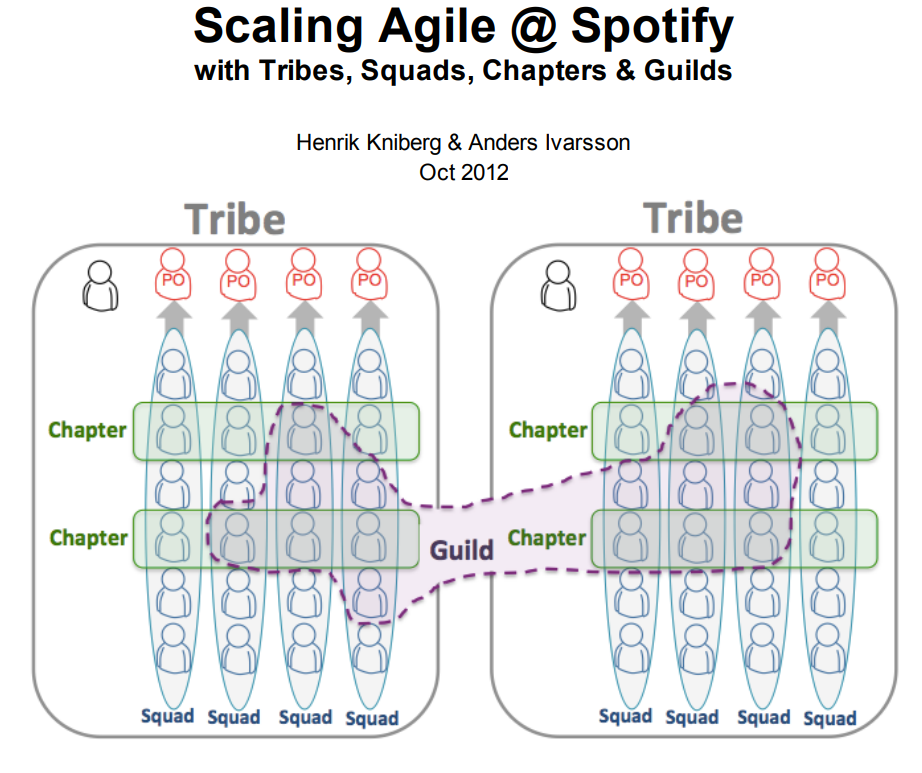 Scaling Agile @ Spotify
with Tribes, Squads, Chapters & Guilds
Henrik Kniberg & Anders Ivarsson
Oct 2012
Tribe Tribe
PO PO PO PO PO PO PO PO
Chapter Chapter
Chapter Guild Chapter
Squad Squad Squad Squad Squad Squad Squad Squad